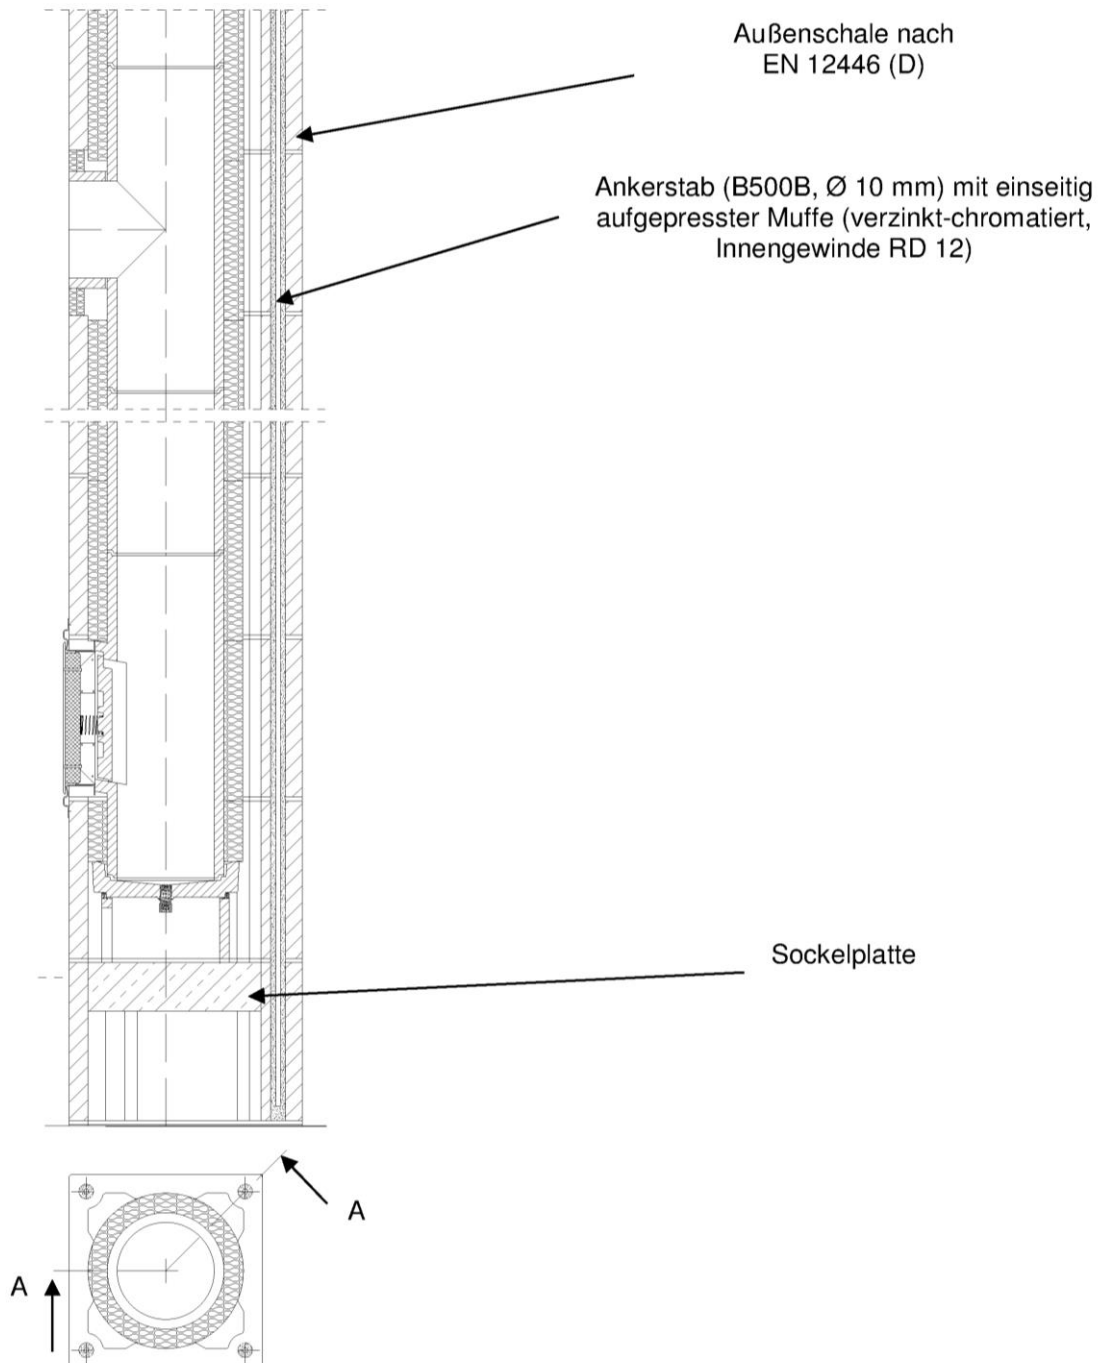 Außenschale nach
EN 12446 (D)
Ankerstab (B500B, Ø 10 mm) mit einseitig
aufgepresster Muffe (verzinkt-chromatiert,
Innengewinde RD 12)
Sockelplatte
A
A